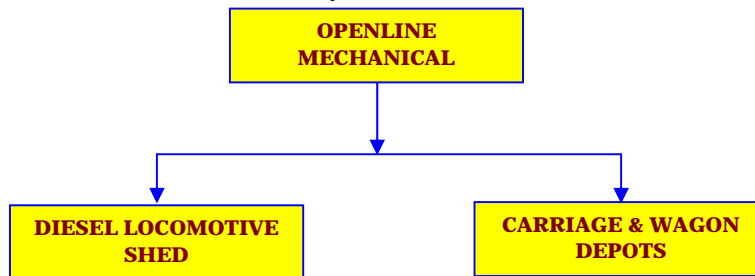 OPENLINE
MECHANICAL
DIESEL LOCOMOTIVE
SHED
CARRIAGE & WAGON
DEPOTS